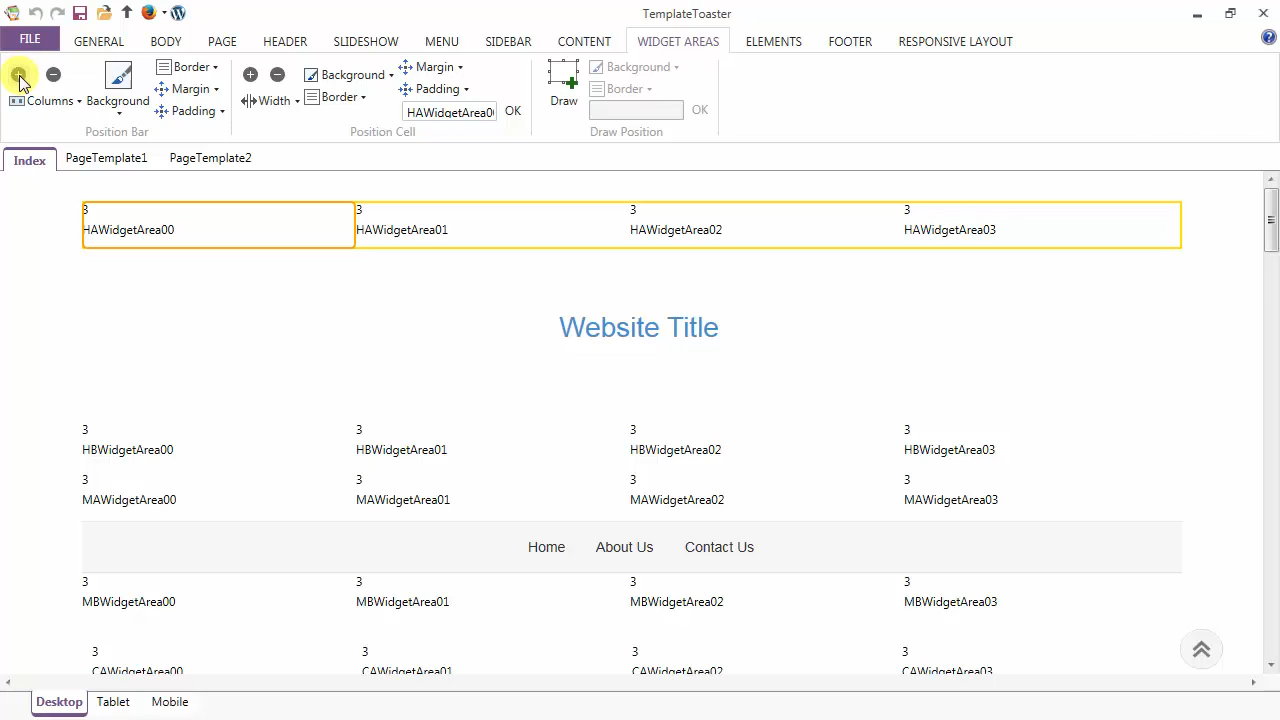 TemplateToaster
FILE GENERAL BODY PAGE HEADER SLIDESHOW MENU SIDEBAR CONTENT WIDGET AREAS ELEMENTS FOOTER RESPONSIVE LAYOUT
Columns
Background
Border
Margin
Padding
Position Bar
Width
Background
Border
Margin
Padding
HAWidgetArea0 OK
Position Cell
Draw
Background
Border
OK
Draw Position
Index PageTemplate1 PageTemplate2
3 3 3 3
HAWidgetArea00 HAWidgetArea01 HAWidgetArea02 HAWidgetArea03
Website Title
3 3 3 3
HBWidgetArea00 HBWidgetArea01 HBWidgetArea02 HBWidgetArea03
3 3 3 3
MAWidgetArea00 MAWidgetArea01 MAWidgetArea02 MAWidgetArea03
Home About Us Contact Us
3 3 3 3
MBWidgetArea00 MBWidgetArea01 MBWidgetArea02 MBWidgetArea03
3 3 3 3
CAWidgetArea00 CAWidgetArea01 CAWidgetArea02 CAWidgetArea03
Desktop Tablet Mobile